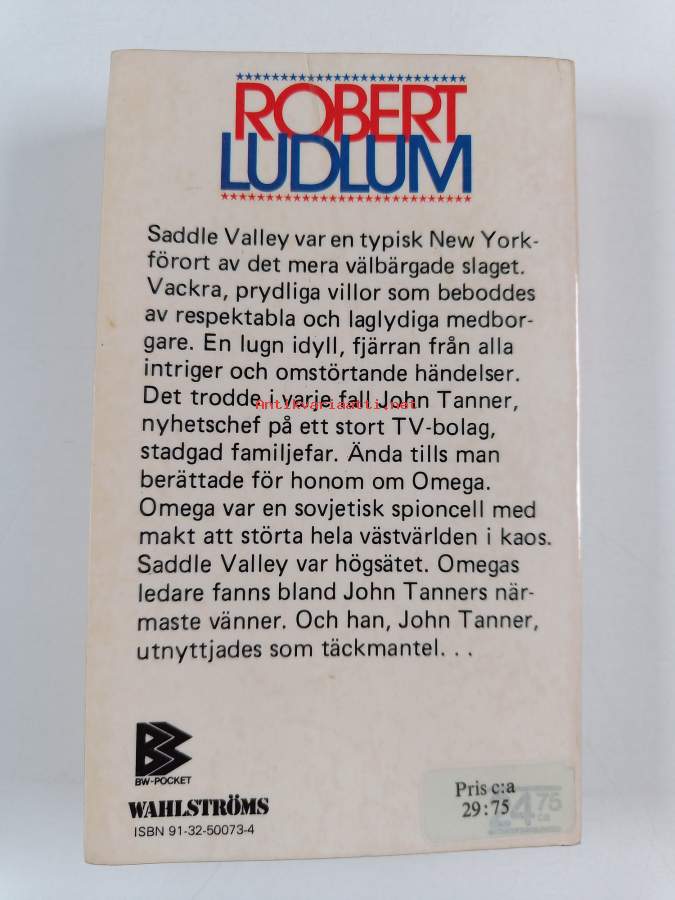 ROBERT
LUDLUM
Saddle Valley var en typisk New York-
förort av det mera välbärgade slaget.
Vackra, prydliga villor som beboddes
av respektabla och laglydiga medbor-
gare. En lugn idyll, fjärran från alla
intriger och omstörtande händelser.
Det trodde i varje fall John Tanner,
Antikvariaatti.net
nyhetschef på ett stort TV-bolag,
stadgad familjefar. Ända tills man
berättade för honom om Omega.
Omega var en sovjetisk spioncell med
makt att störta hela västvärlden i kaos.
Saddle Valley var högsätet. Omegas
ledare fanns bland John Tanners när-
maste vänner. Och han, John Tanner,
utnyttjades som täckmantel. . .
BW-POCKET
WAHLSTRÖMS
ISBN 91-32-50073-4
Pris c:a
29:75